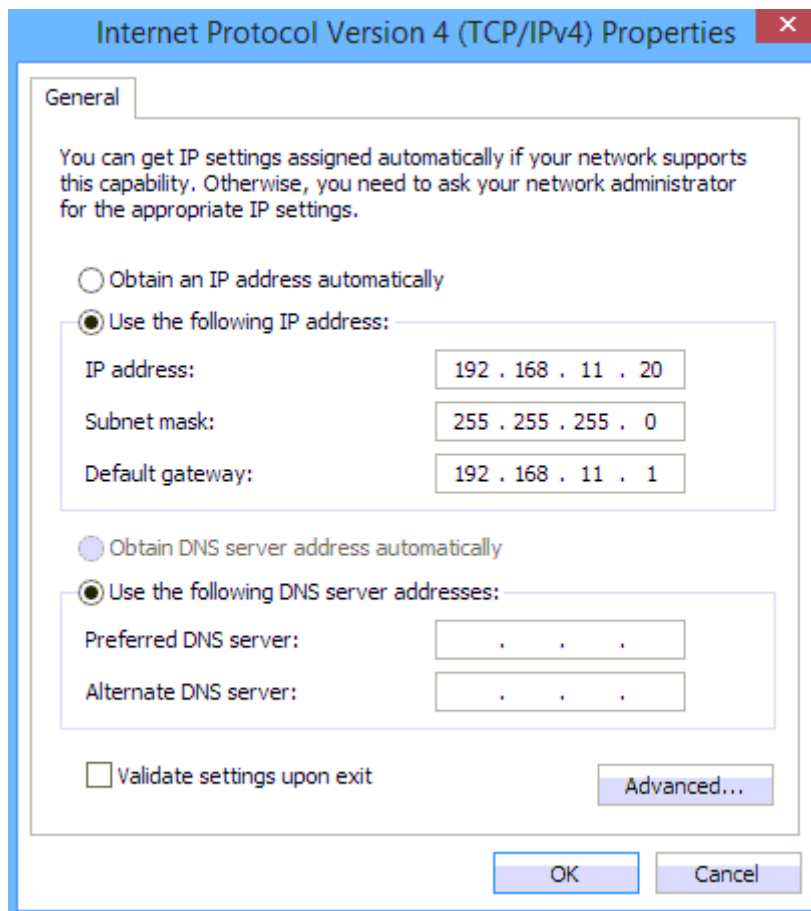 Internet Protocol Version 4 (TCP/IPv4) Properties
General
You can get IP settings assigned automatically if your network supports
this capability. Otherwise, you need to ask your network administrator
for the appropriate IP settings.
Obtain an IP address automatically
Use the following IP address:
IP address: 192 . 168 . 11 . 20
Subnet mask: 255 . 255 . 255 . 0
Default gateway: 192 . 168 . 11 . 1
Obtain DNS server address automatically
Use the following DNS server addresses:
Preferred DNS server: . . .
Alternate DNS server: . . .
Validate settings upon exit
Advanced...
OK Cancel